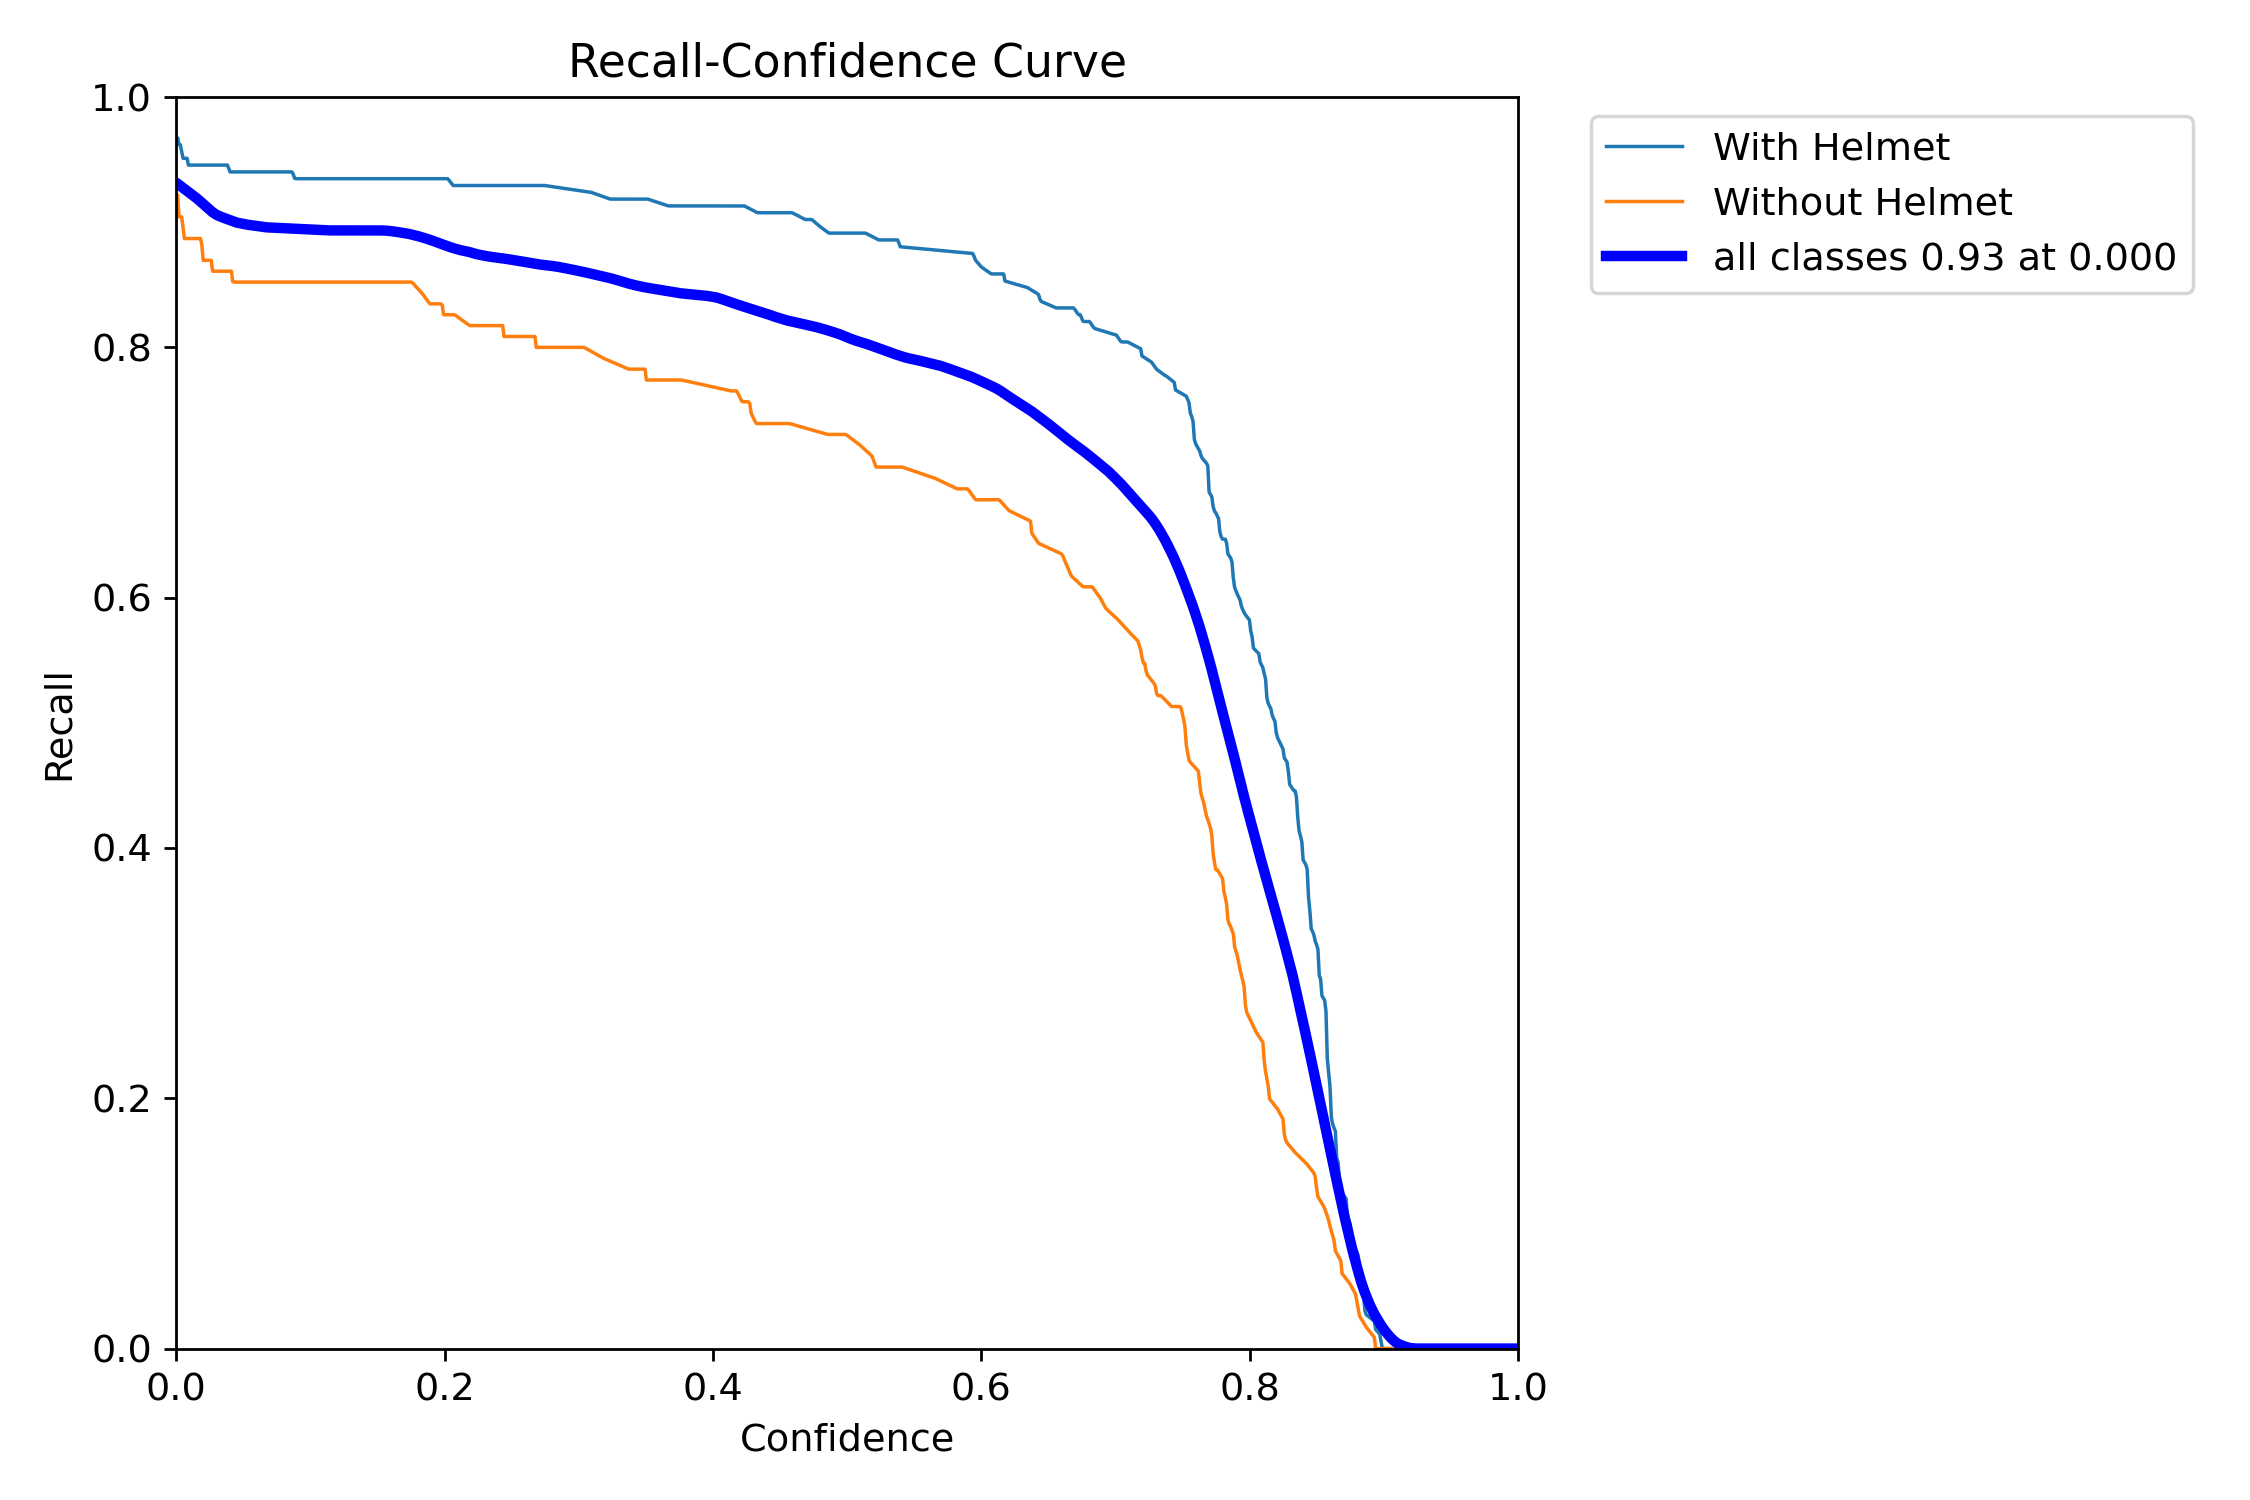 Recall-Confidence Curve
1.0
0.8
0.6
0.4
0.2
0.0
Recall
0.0 0.2 0.4 0.6 0.8 1.0
Confidence
With Helmet
Without Helmet
all classes 0.93 at 0.000